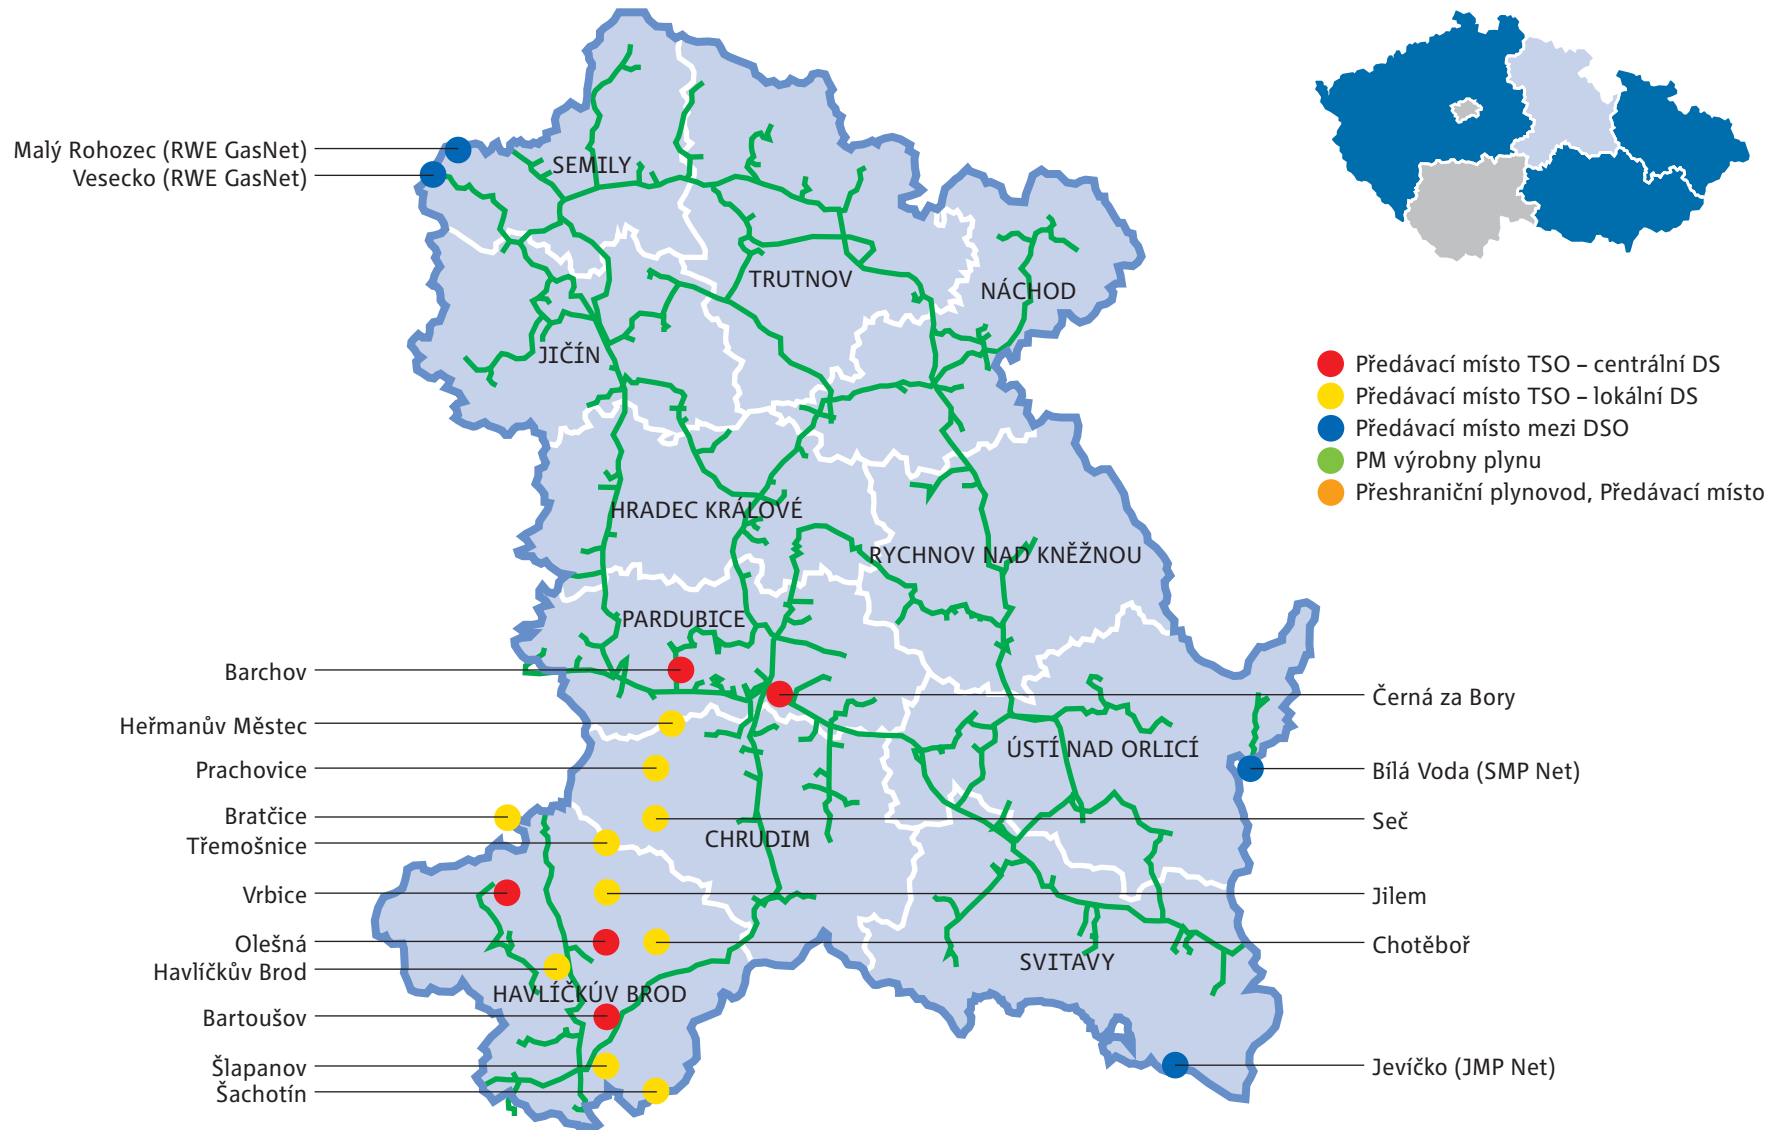 Malý Rohozec (RWE GasNet)
Vesecko (RWE GasNet)
SEMILY
TRUTNOV
NÁCHOD
JIČÍN
Předávací místo TSO – centrální DS
Předávací místo TSO – lokální DS
Předávací místo mezi DSO
PM výrobny plynu
Přeshraniční plynovod, Předávací místo
HRADEC KRÁLOVÉ
RYCHNOV NAD KNĚŽNOU
PARDUBICE
Barchov
Černá za Bory
Heřmanův Městec
ÚSTÍ NAD ORLICÍ
Prachovice
Bílá Voda (SMP Net)
Bratčice
Seč
Třemošnice
CHRUDIM
Vrbice
Jilem
Olešná
Chotěboř
Havlíčkův Brod
SVITAVY
HAVLÍČKÚV BROD
Bartoušov
Šlapanov
Jevíčko (JMP Net)
Šachotín